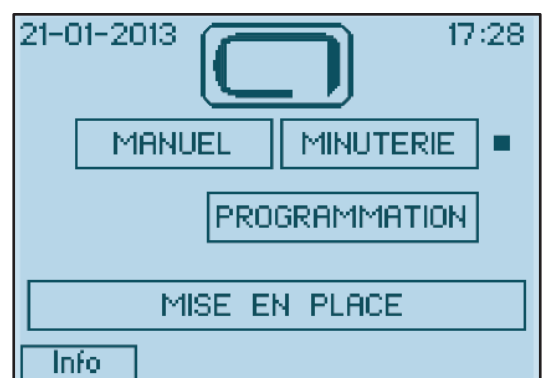 21-01-2013 17:28
MANUEL MINUTERIE
PROGRAMMATION
MISE EN PLACE
Info